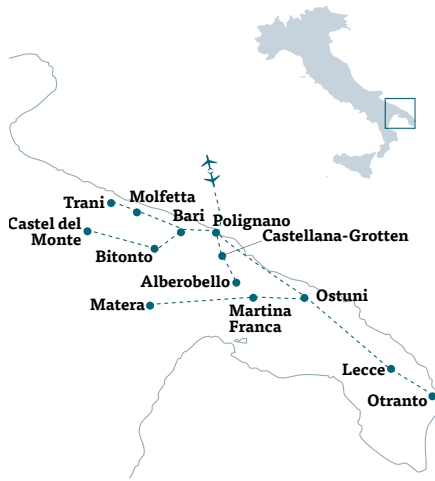 Trani
Molfetta
Bari
Polignano
Castel del
Monte
Castellana-Grotten
Bitonto
Alberobello
Matera
Martina
Franca
Ostuni
Lecce
Otranto